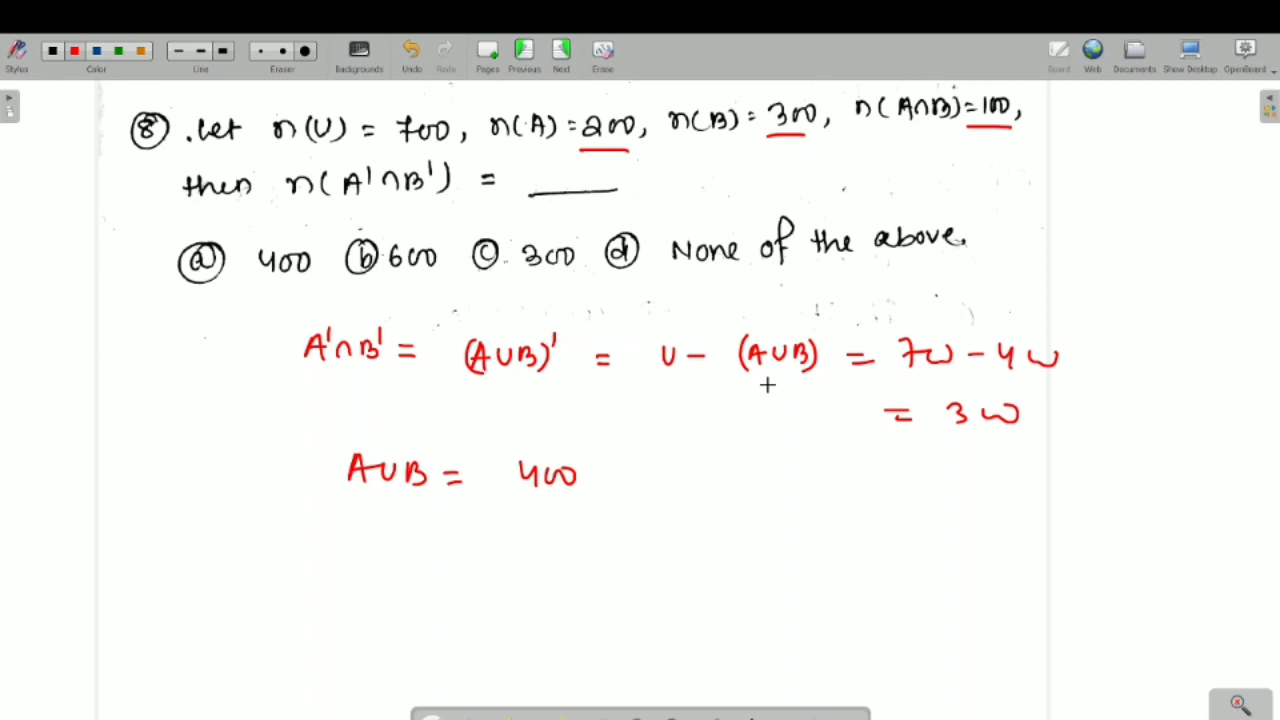 Stylus Color Line Eraser Backgrounds Undo Redo Pages Previous Next Erase Board Web Documents Show Desktop OpenBoard
⑧. Let n(U) = 700, n(A) = 200, n(B) = 300, n(A∩B) = 100,
then n(A'∩B') = ______
ⓐ 400 ⓑ 600 ⓒ 300 ⓓ None of the above.
A'∩B' = (A∪B)' = U - (A∪B) = 700 - 400
= 300
A∪B = 400